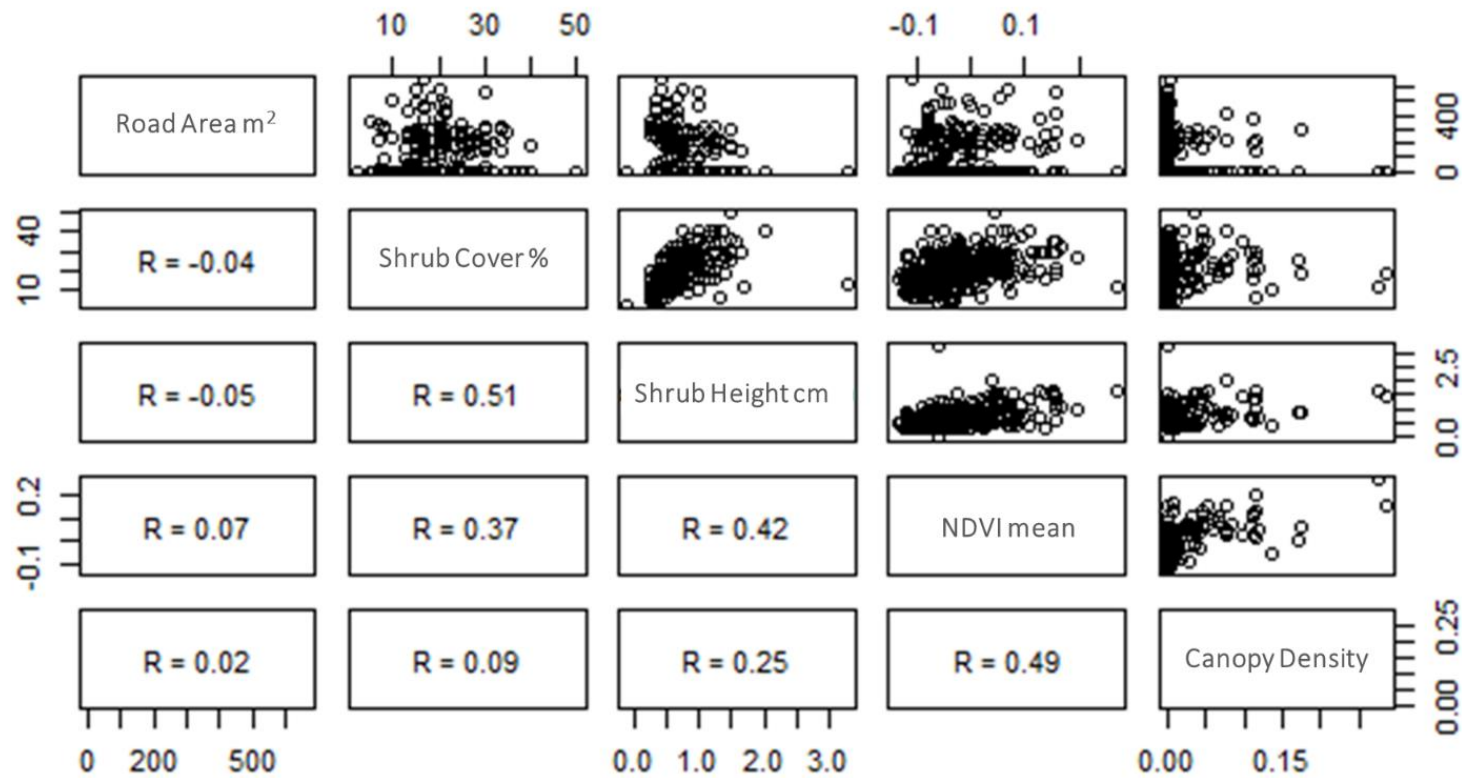 10 30 50 -0.1 0.1
Road Area m² 0 400
10 40 R = -0.04 Shrub Cover %
R = -0.05 R = 0.51 Shrub Height cm 0.0 2.5
-0.1 0.2 R = 0.07 R = 0.37 R = 0.42 NDVI mean
R = 0.02 R = 0.09 R = 0.25 R = 0.49 Canopy Density 0.00 0.25
0 200 500 0.0 1.0 2.0 3.0 0.00 0.15